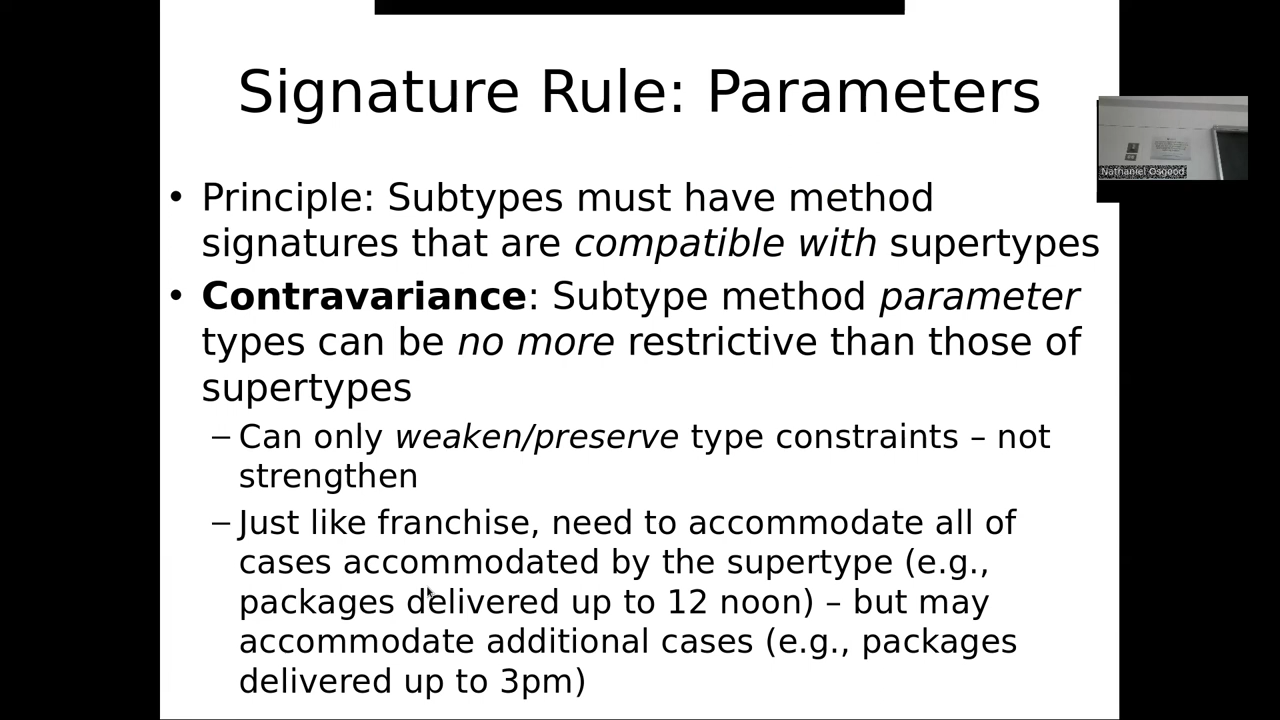 Signature Rule: Parameters
• Principle: Subtypes must have method
signatures that are compatible with supertypes
• Contravariance: Subtype method parameter
types can be no more restrictive than those of
supertypes
– Can only weaken/preserve type constraints – not
strengthen
– Just like franchise, need to accommodate all of
cases accommodated by the supertype (e.g.,
packages delivered up to 12 noon) – but may
accommodate additional cases (e.g., packages
delivered up to 3pm)
Nathaniel Osgood